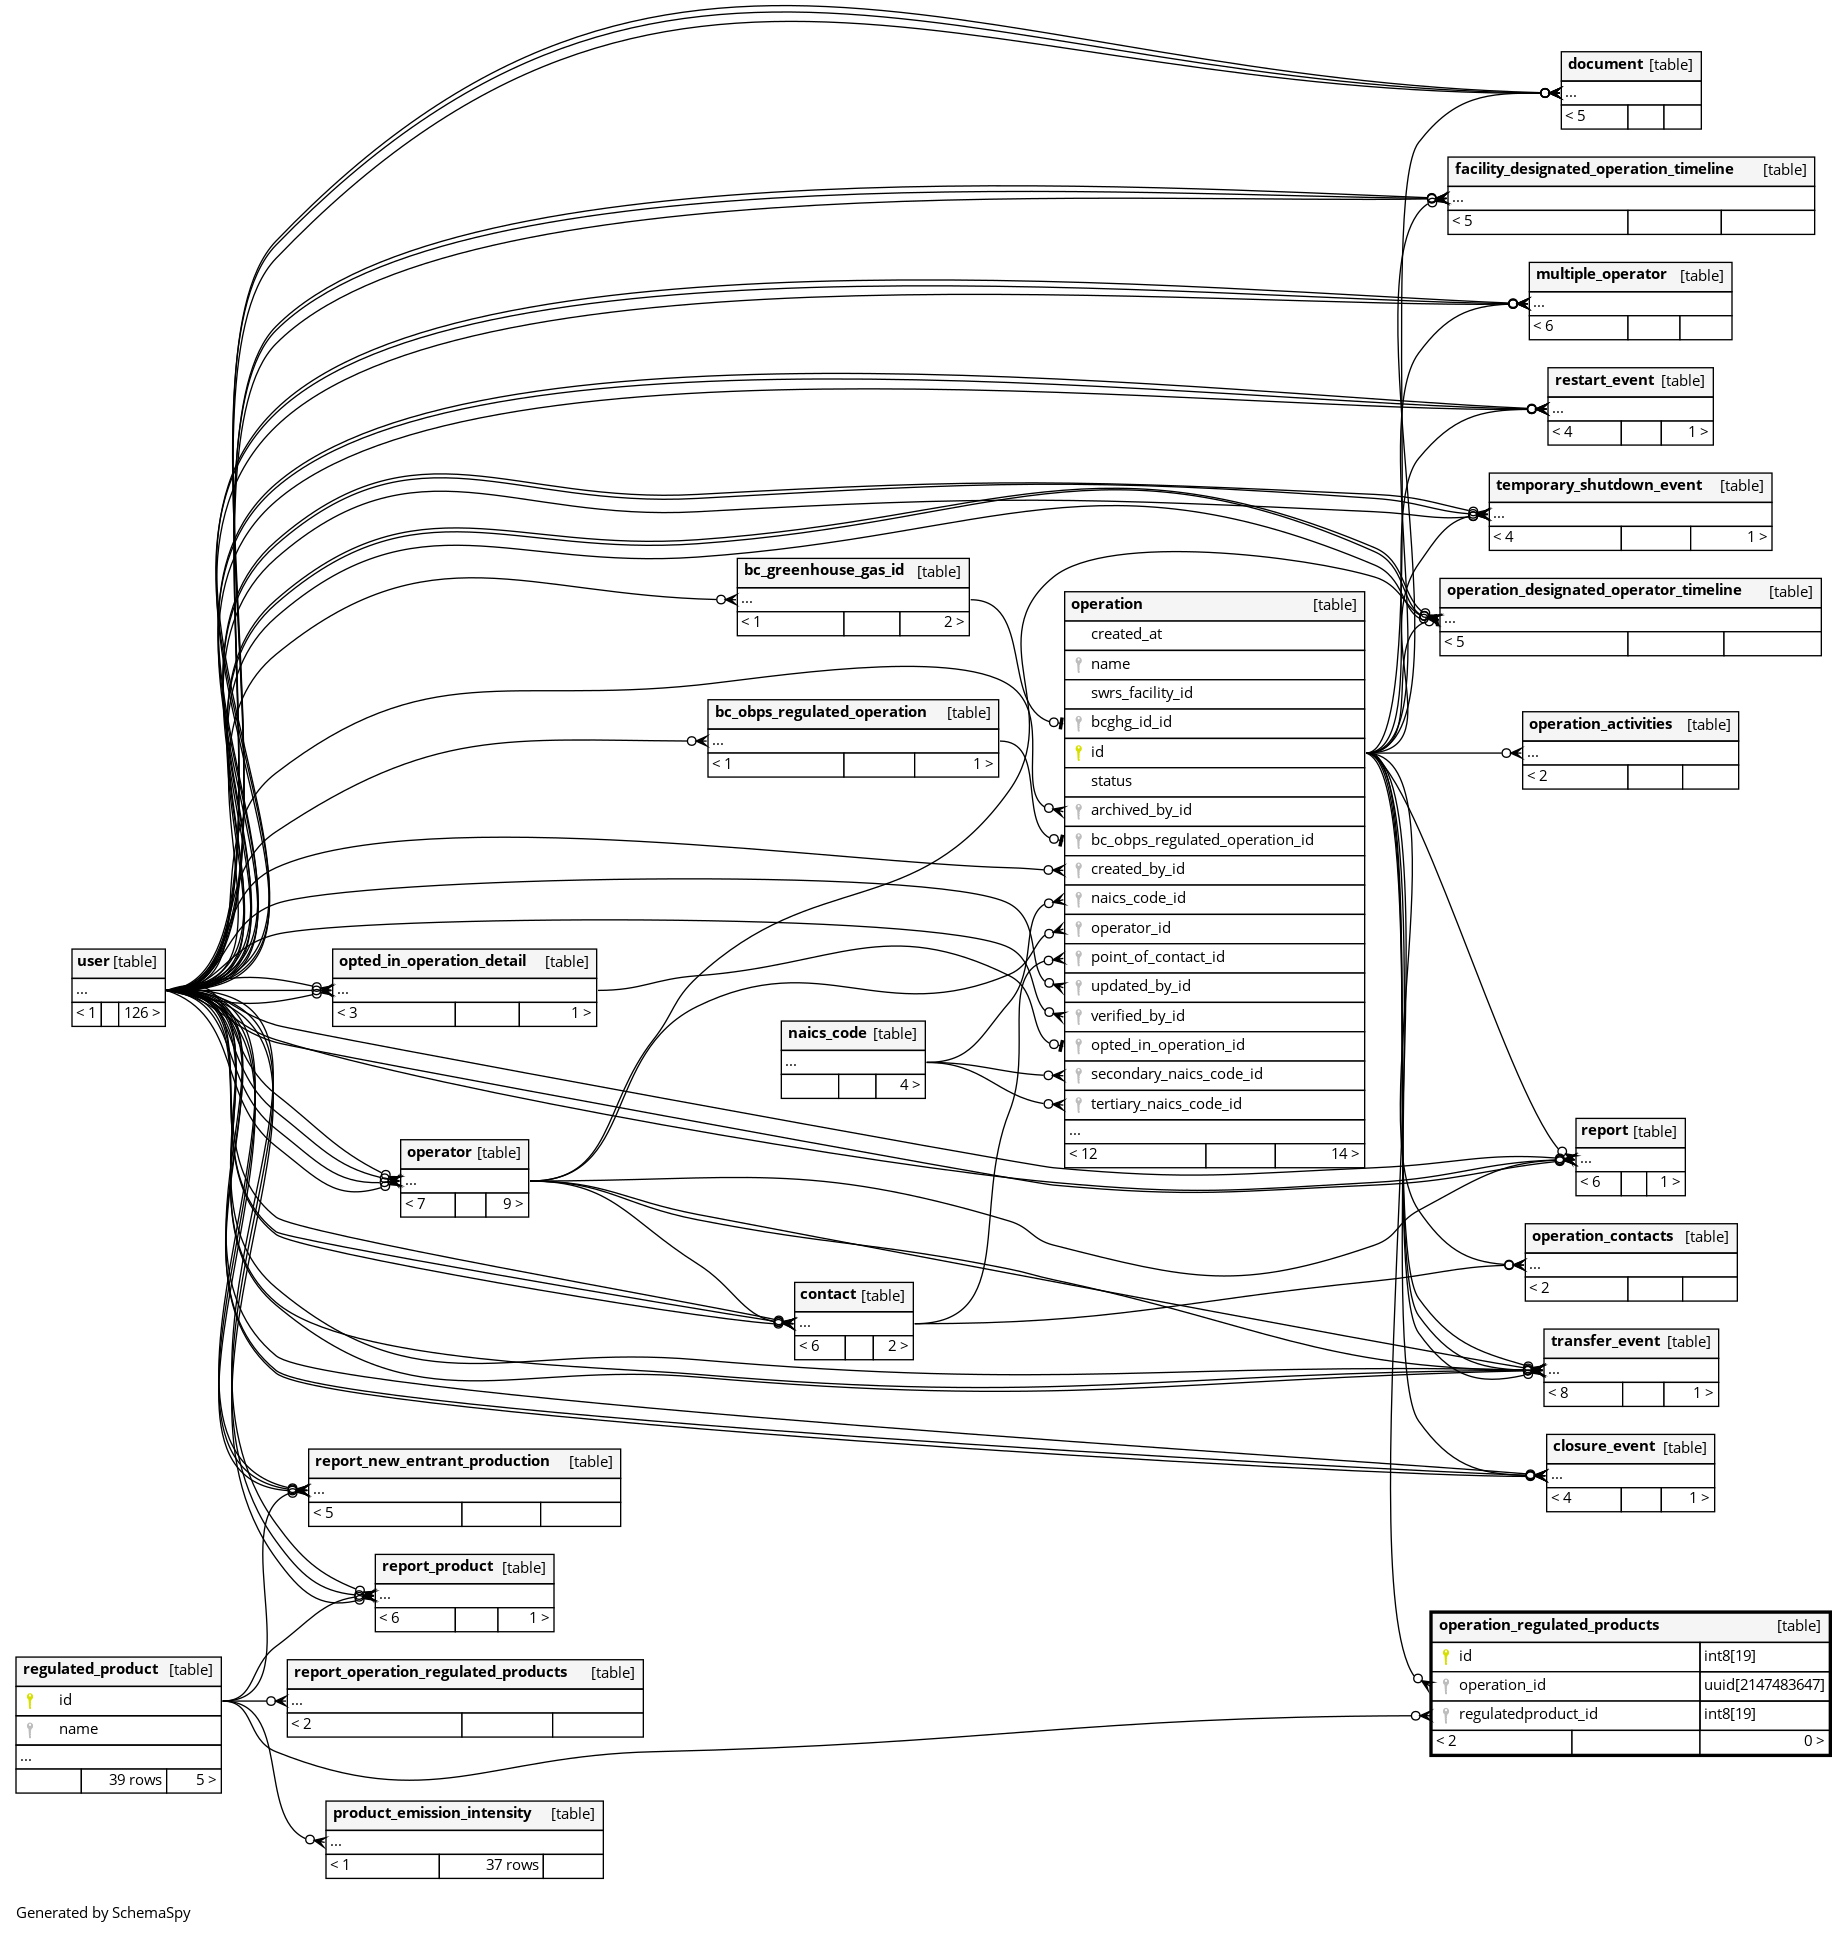 document [table]
...
< 5
facility_designated_operation_timeline [table]
...
< 5
multiple_operator [table]
...
< 6
restart_event [table]
...
< 4 1 >
temporary_shutdown_event [table]
...
< 4 1 >
bc_greenhouse_gas_id [table]
...
< 1 2 >
operation_designated_operator_timeline [table]
...
< 5
operation [table]
created_at
name
swrs_facility_id
bcghg_id_id
id
status
archived_by_id
bc_obps_regulated_operation_id
created_by_id
naics_code_id
operator_id
point_of_contact_id
updated_by_id
verified_by_id
opted_in_operation_id
secondary_naics_code_id
tertiary_naics_code_id
...
< 12 14 >
bc_obps_regulated_operation [table]
...
< 1 1 >
operation_activities [table]
...
< 2
user [table]
...
< 1 126 >
opted_in_operation_detail [table]
...
< 3 1 >
naics_code [table]
...
4 >
operator [table]
...
< 7 9 >
report [table]
...
< 6 1 >
operation_contacts [table]
...
< 2
contact [table]
...
< 6 2 >
transfer_event [table]
...
< 8 1 >
closure_event [table]
...
< 4 1 >
report_new_entrant_production [table]
...
< 5
report_product [table]
...
< 6 1 >
operation_regulated_products [table]
id int8[19]
operation_id uuid[2147483647]
regulatedproduct_id int8[19]
< 2 0 >
regulated_product [table]
id
name
...
39 rows 5 >
report_operation_regulated_products [table]
...
< 2
product_emission_intensity [table]
...
< 1 37 rows
Generated by SchemaSpy